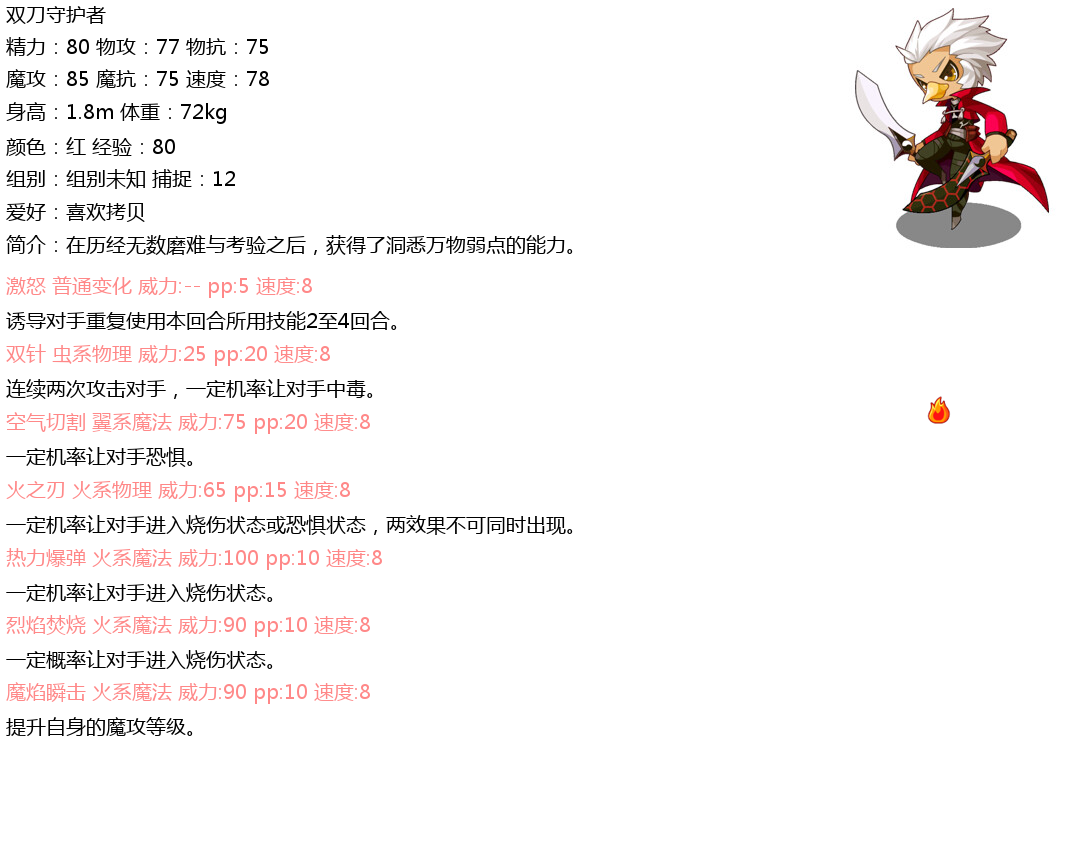 双刀守护者
精力：80 物攻：77 物抗：75
魔攻：85 魔抗：75 速度：78
身高：1.8m 体重：72kg
颜色：红 经验：80
组别：组别未知 捕捉：12
爱好：喜欢拷贝
简介：在历经无数磨难与考验之后，获得了洞悉万物弱点的能力。
激怒 普通变化 威力:-- pp:5 速度:8
诱导对手重复使用本回合所用技能2至4回合。
双针 虫系物理 威力:25 pp:20 速度:8
连续两次攻击对手，一定机率让对手中毒。
空气切割 翼系魔法 威力:75 pp:20 速度:8
一定机率让对手恐惧。
火之刃 火系物理 威力:65 pp:15 速度:8
一定机率让对手进入烧伤状态或恐惧状态，两效果不可同时出现。
热力爆弹 火系魔法 威力:100 pp:10 速度:8
一定机率让对手进入烧伤状态。
烈焰焚烧 火系魔法 威力:90 pp:10 速度:8
一定概率让对手进入烧伤状态。
魔焰瞬击 火系魔法 威力:90 pp:10 速度:8
提升自身的魔攻等级。